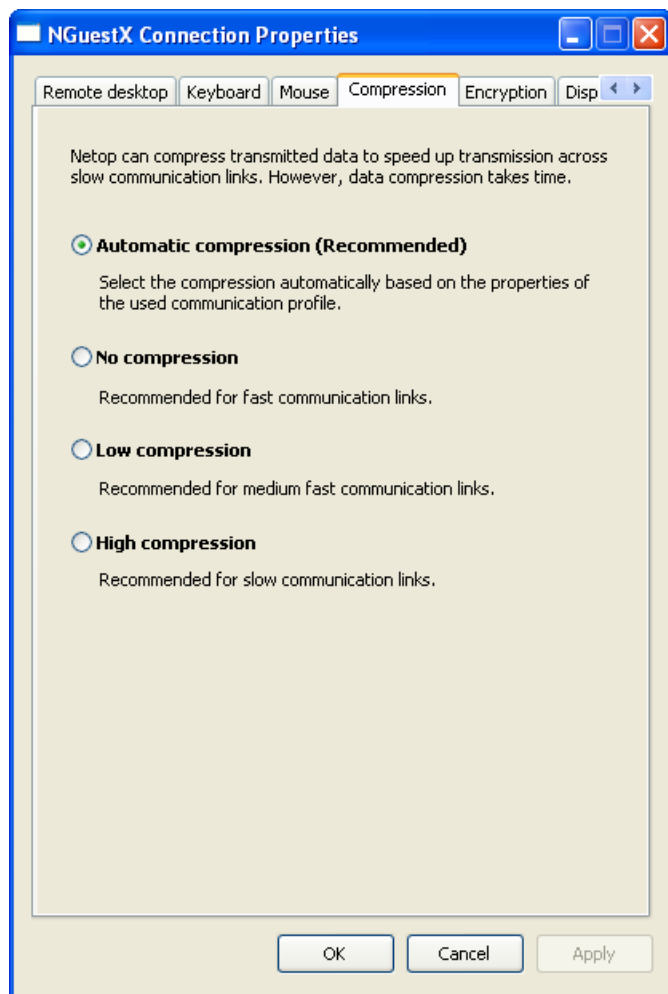 NGuestX Connection Properties
Remote desktop Keyboard Mouse Compression Encryption Disp
Netop can compress transmitted data to speed up transmission across
slow communication links. However, data compression takes time.
Automatic compression (Recommended)
Select the compression automatically based on the properties of
the used communication profile.
No compression
Recommended for fast communication links.
Low compression
Recommended for medium fast communication links.
High compression
Recommended for slow communication links.
OK Cancel Apply